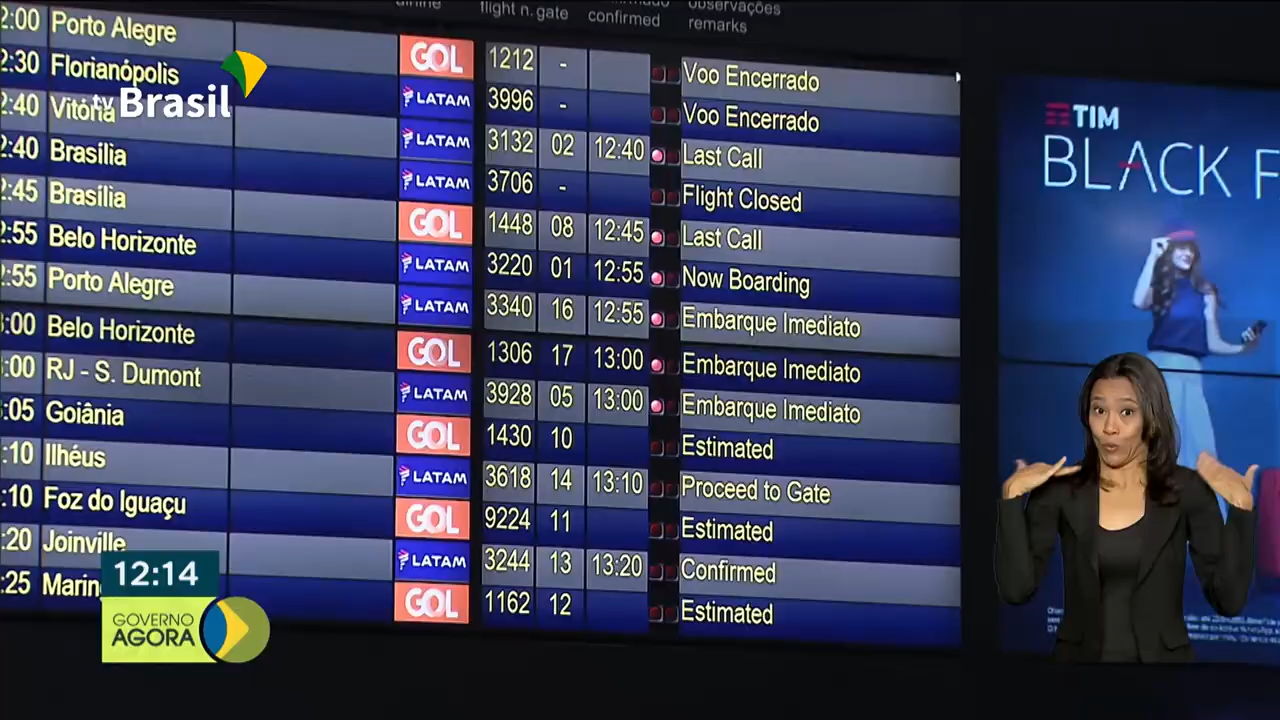 airline flight n. gate confirmed observações
remarks
2:00 Porto Alegre GOL 1212 - Voo Encerrado
2:30 Florianópolis LATAM 3996 - Voo Encerrado
2:40 Vitória LATAM 3132 02 12:40 Last Call
2:40 Brasília LATAM 3706 - Flight Closed
2:45 Brasília GOL 1448 08 12:45 Last Call
2:55 Belo Horizonte LATAM 3220 01 12:55 Now Boarding
2:55 Porto Alegre LATAM 3340 16 12:55 Embarque Imediato
:00 Belo Horizonte GOL 1306 17 13:00 Embarque Imediato
:00 RJ - S. Dumont LATAM 3928 05 13:00 Embarque Imediato
:05 Goiânia GOL 1430 10 Estimated
:10 Ilhéus LATAM 3618 14 13:10 Proceed to Gate
:10 Foz do Iguaçu GOL 9224 11 Estimated
:20 Joinville LATAM 3244 13 13:20 Confirmed
:25 Marin GOL 1162 12 Estimated
tv Brasil
TIM
BLACK F
12:14
GOVERNO
AGORA